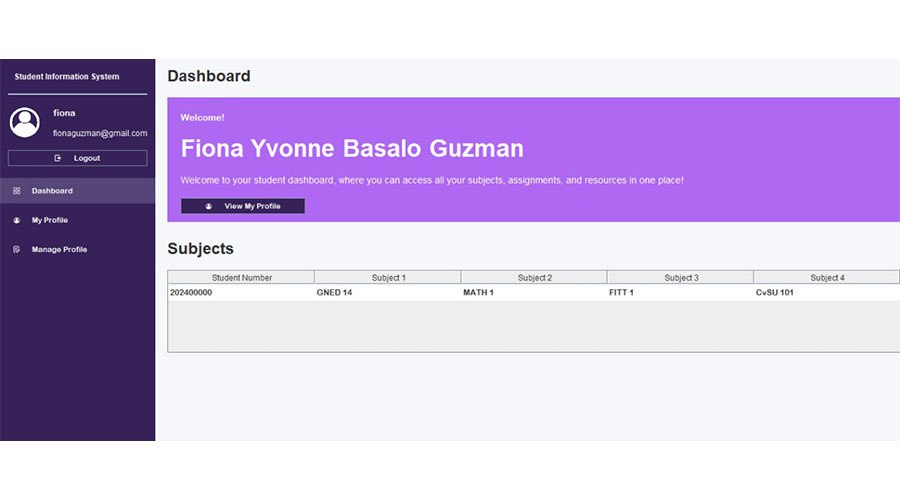 Student Information System
fiona
fionaguzman@gmail.com
Logout
Dashboard
My Profile
Manage Profile
Dashboard
Welcome!
Fiona Yvonne Basalo Guzman
Welcome to your student dashboard, where you can access all your subjects, assignments, and resources in one place!
View My Profile
Subjects
Student Number Subject 1 Subject 2 Subject 3 Subject 4
202400000 GNED 14 MATH 1 FITT 1 CvSU 101